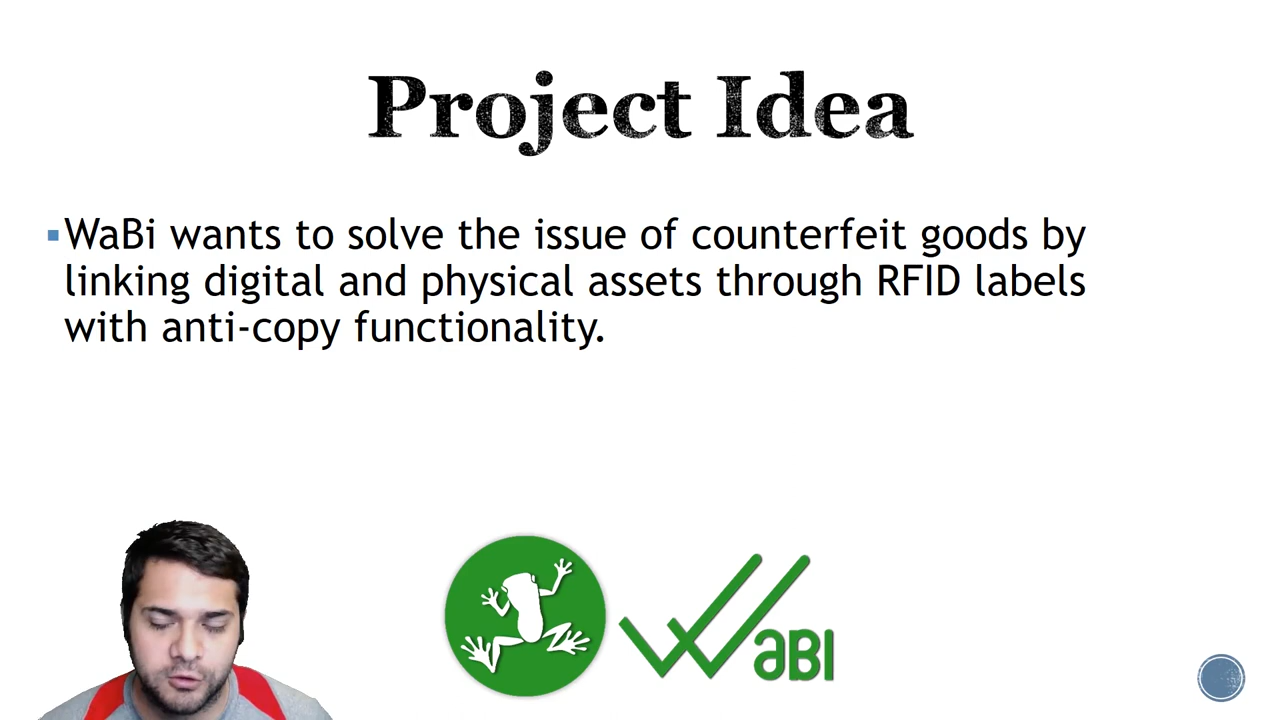 Project Idea
WaBi wants to solve the issue of counterfeit goods by
linking digital and physical assets through RFID labels
with anti-copy functionality.
WaBI